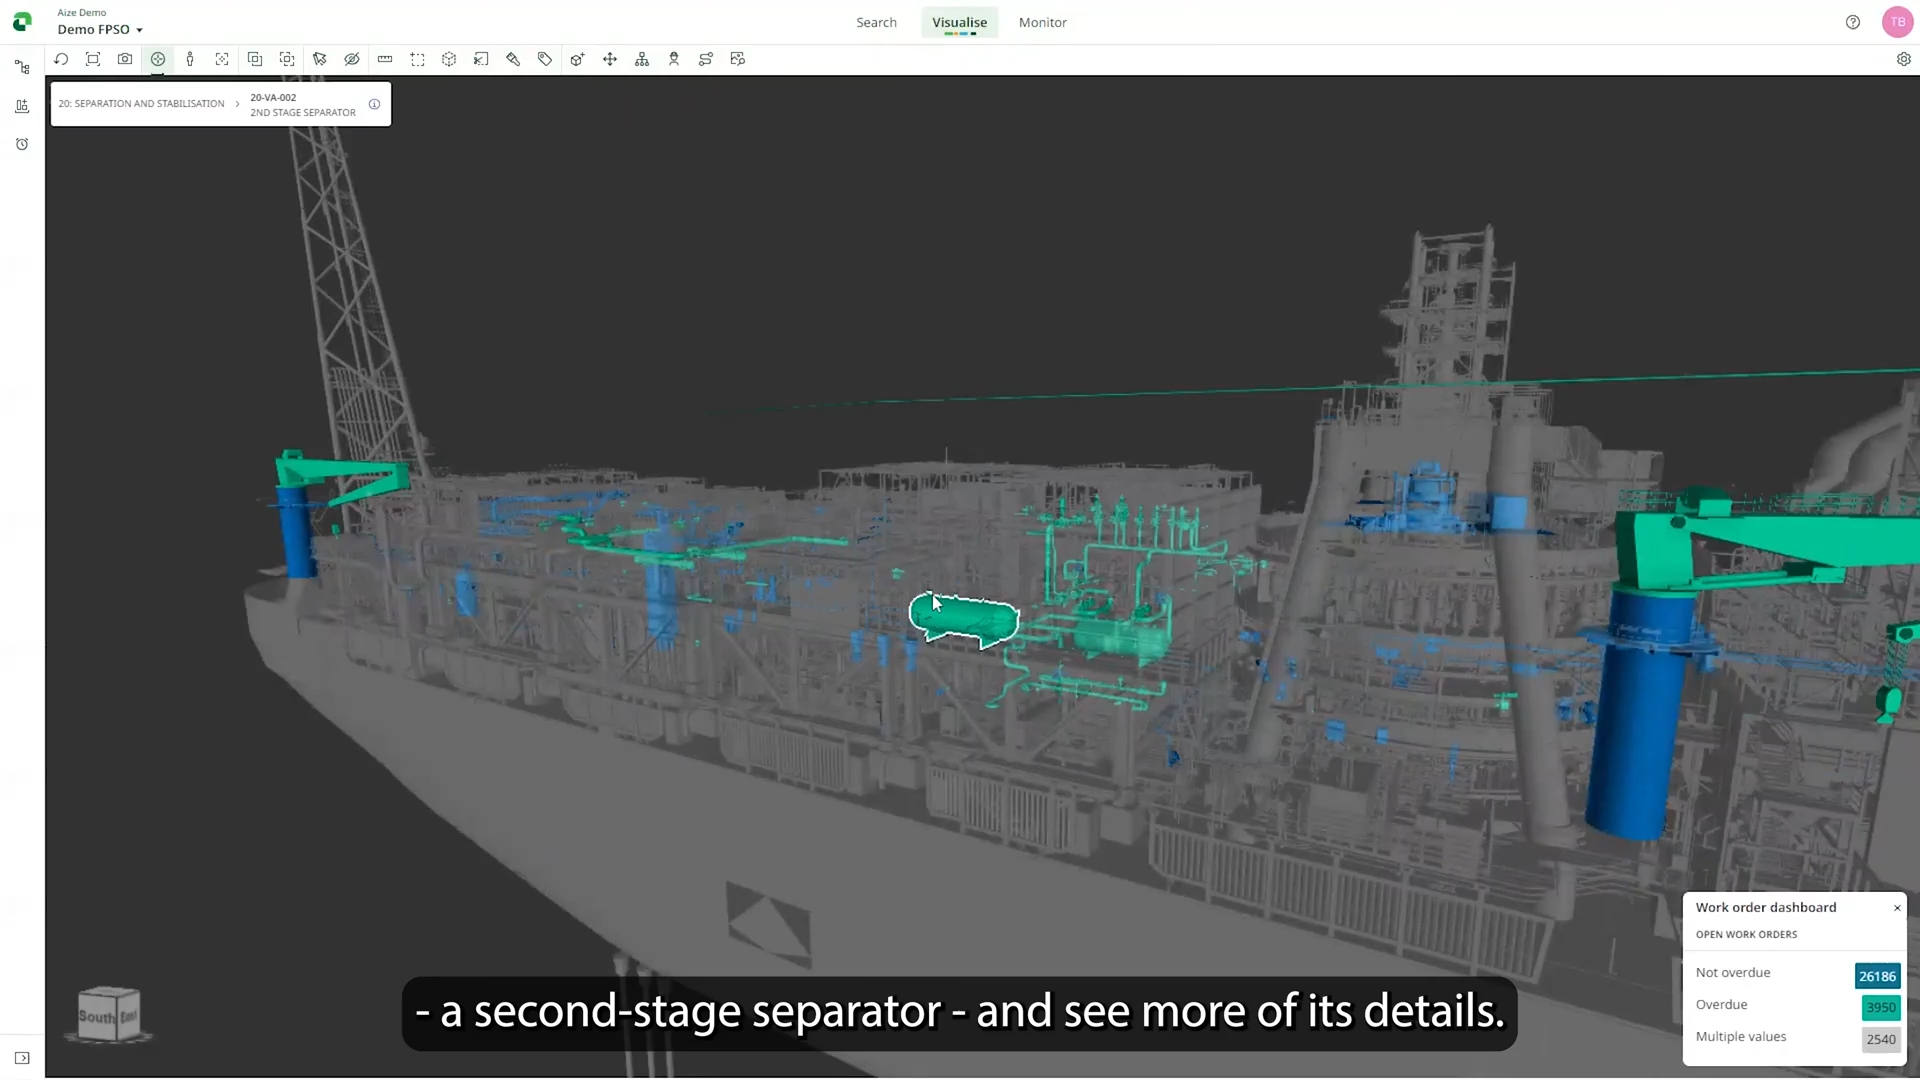 Aize Demo
Demo FPSO
Search
Visualise
Monitor
TB
20: SEPARATION AND STABILISATION
20-VA-002
2ND STAGE SEPARATOR
South
East
Work order dashboard
OPEN WORK ORDERS
Not overdue 26186
Overdue 3950
Multiple values 2540
- a second-stage separator - and see more of its details.